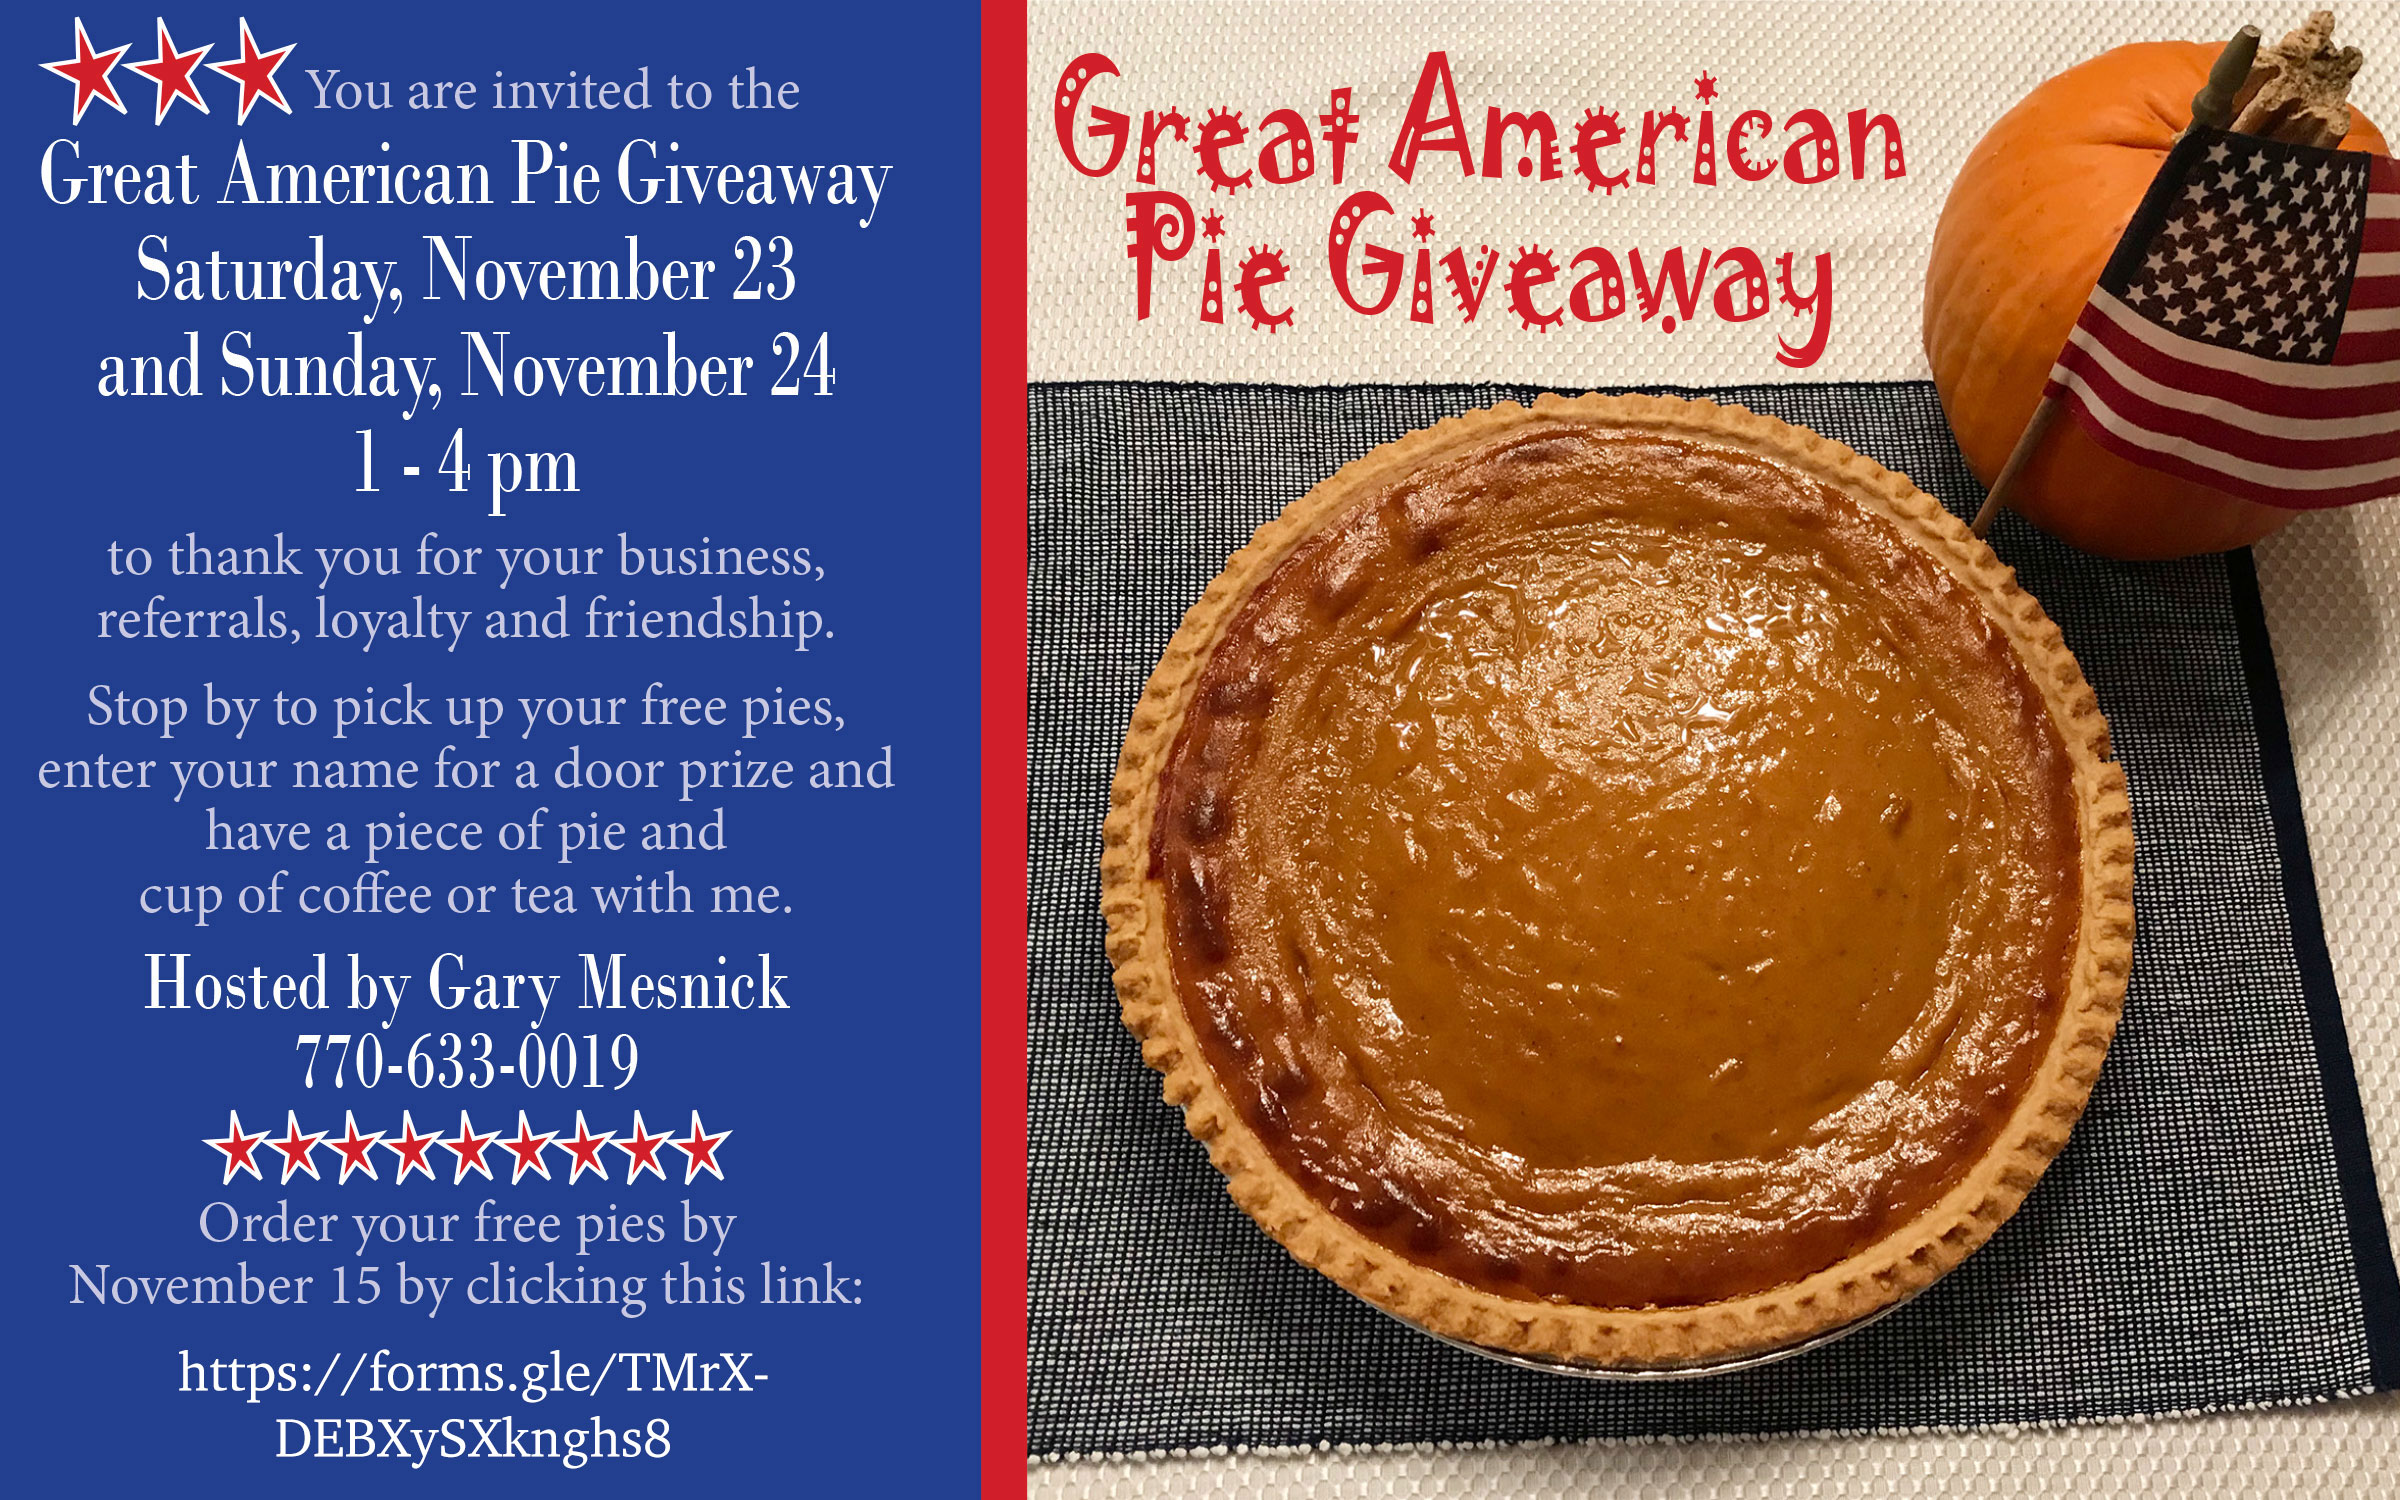 You are invited to the
Great American Pie Giveaway
Saturday, November 23
and Sunday, November 24
1 - 4 pm
to thank you for your business,
referrals, loyalty and friendship.
Stop by to pick up your free pies,
enter your name for a door prize and
have a piece of pie and
cup of coffee or tea with me.
Hosted by Gary Mesnick
770-633-0019
Order your free pies by
November 15 by clicking this link:
https://forms.gle/TMrX-
DEBXySXknghs8
Great American
Pie Giveaway